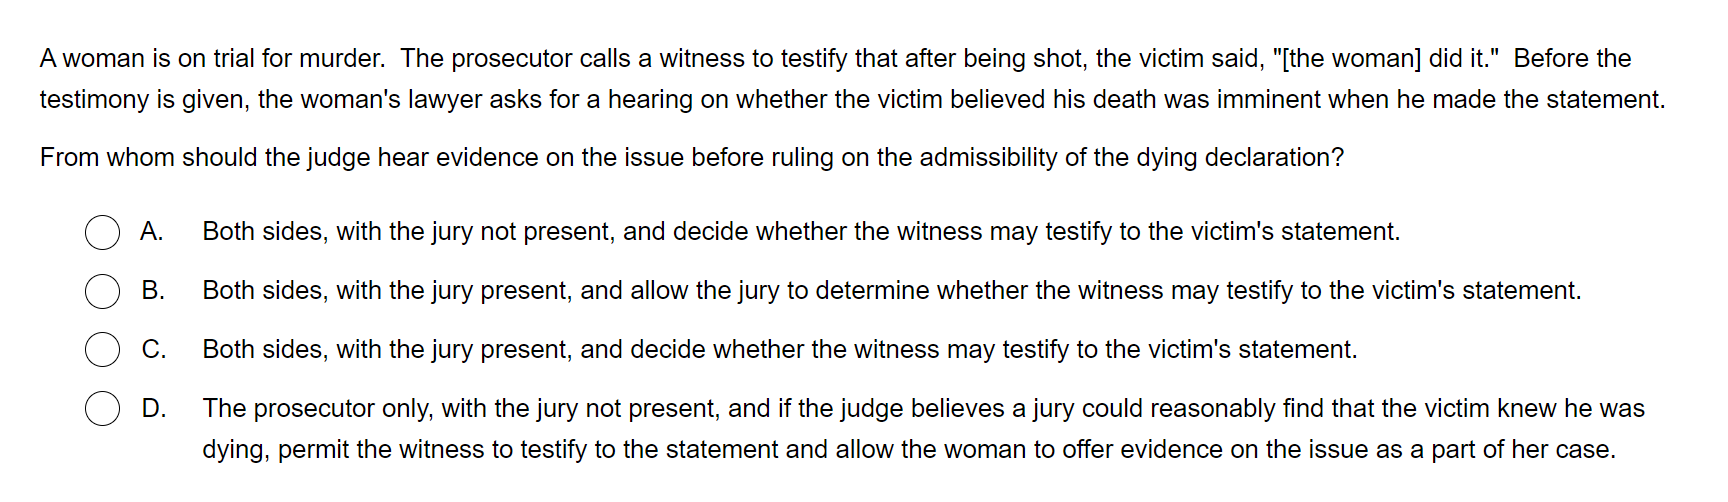 A woman is on trial for murder.  The prosecutor calls a witness to testify that after being shot, the victim said, "[the woman] did it."  Before the
testimony is given, the woman's lawyer asks for a hearing on whether the victim believed his death was imminent when he made the statement.
From whom should the judge hear evidence on the issue before ruling on the admissibility of the dying declaration?
A. Both sides, with the jury not present, and decide whether the witness may testify to the victim's statement.
B. Both sides, with the jury present, and allow the jury to determine whether the witness may testify to the victim's statement.
C. Both sides, with the jury present, and decide whether the witness may testify to the victim's statement.
D. The prosecutor only, with the jury not present, and if the judge believes a jury could reasonably find that the victim knew he was
dying, permit the witness to testify to the statement and allow the woman to offer evidence on the issue as a part of her case.